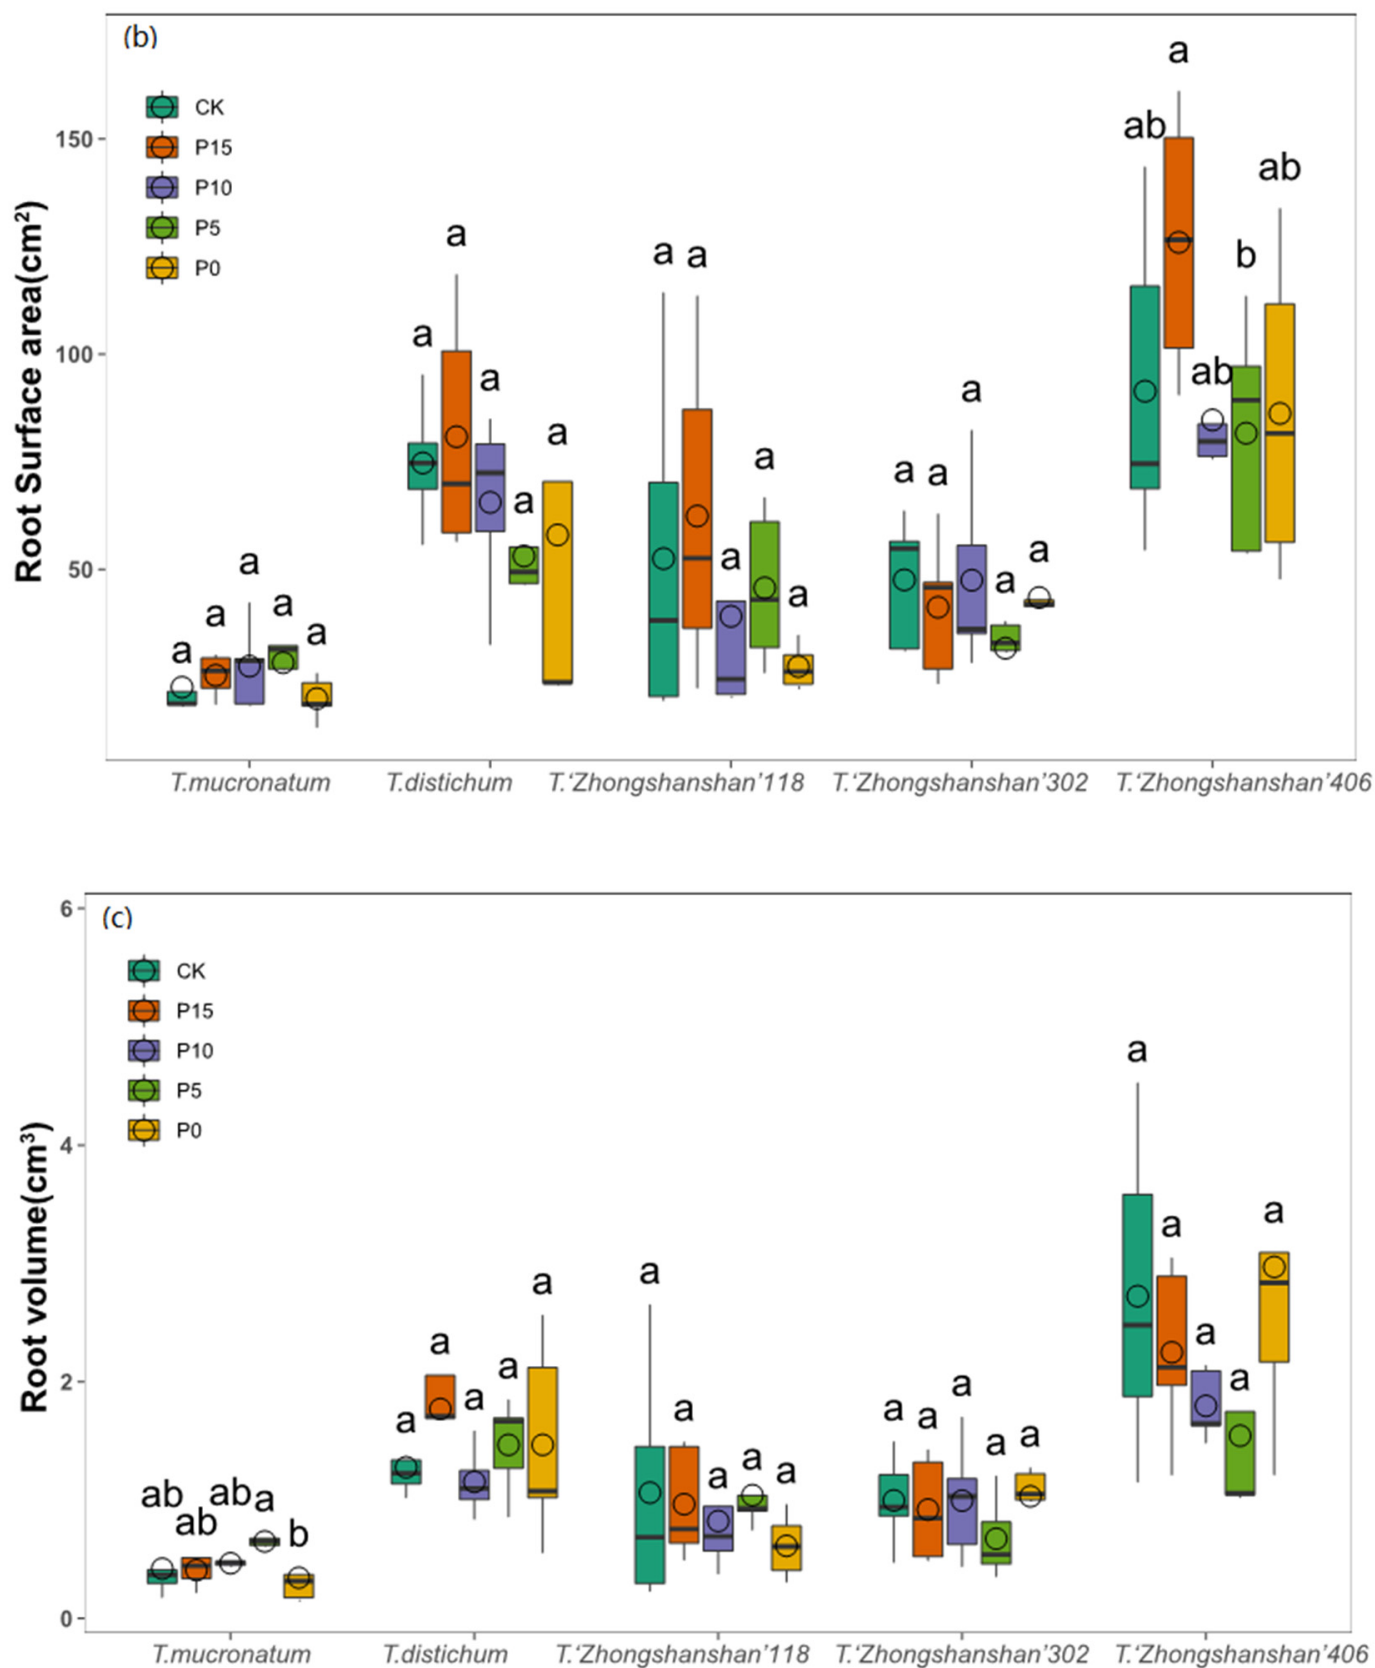 (b)
CK
P15
P10
P5
P0
Root Surface area(cm²)
150
100
50
a a a a a
a a a a a
a a a a a
a a a a a
ab a ab b ab
T.mucronatum T.distichum T.‘Zhongshanshan’118 T.‘Zhongshanshan’302 T.‘Zhongshanshan’406
(c)
CK
P15
P10
P5
P0
Root volume(cm³)
6
4
2
0
ab ab ab a b
a a a a a
a a a a a
a a a a a
a a a a a
T.mucronatum T.distichum T.‘Zhongshanshan’118 T.‘Zhongshanshan’302 T.‘Zhongshanshan’406